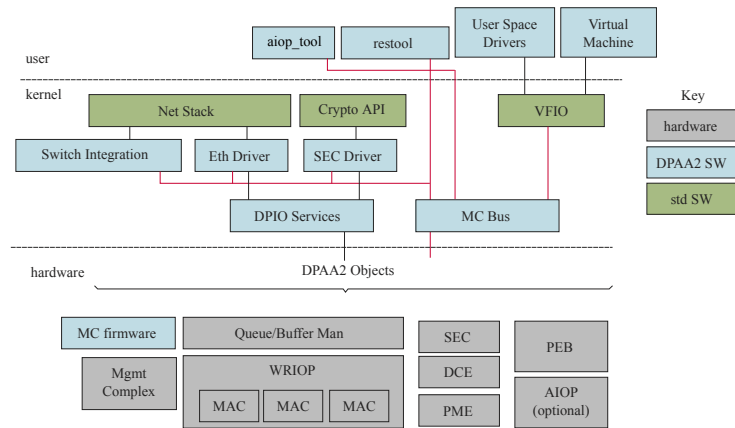 aiop_tool
restool
User Space
Drivers
Virtual
Machine
user
kernel
Net Stack
Crypto API
VFIO
Key
hardware
DPAA2 SW
std SW
Switch Integration
Eth Driver
SEC Driver
DPIO Services
MC Bus
hardware
DPAA2 Objects
MC firmware
Queue/Buffer Man
SEC
PEB
Mgmt
Complex
WRIOP
MAC
MAC
MAC
DCE
PME
AIOP
(optional)